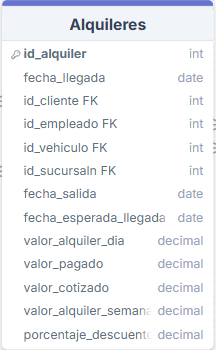 Alquileres
id_alquiler int
fecha_llegada date
id_cliente FK int
id_empleado FK int
id_vehiculo FK int
id_sucursaln FK int
fecha_salida date
fecha_esperada_llegada date
valor_alquiler_dia decimal
valor_pagado decimal
valor_cotizado decimal
valor_alquiler_semana decimal
porcentaje_descuento decimal